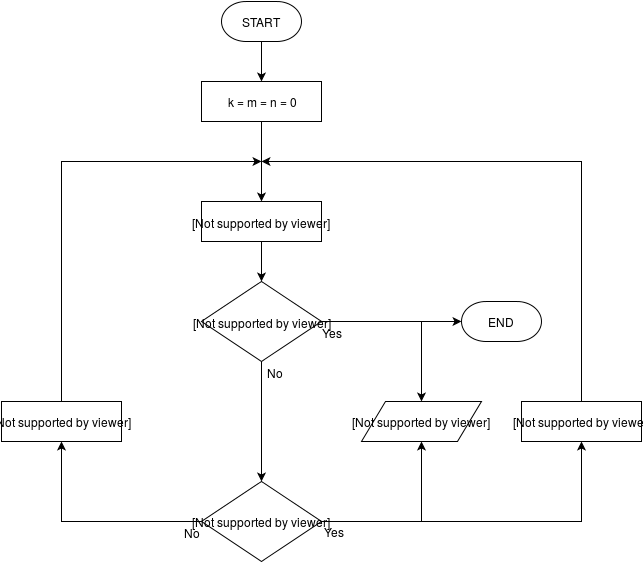 START
k = m = n = 0
[Not supported by viewer]
[Not supported by viewer]
Yes
END
No
Not supported by viewer]
[Not supported by viewer]
[Not supported by viewe
[Not supported by viewer]
No
Yes